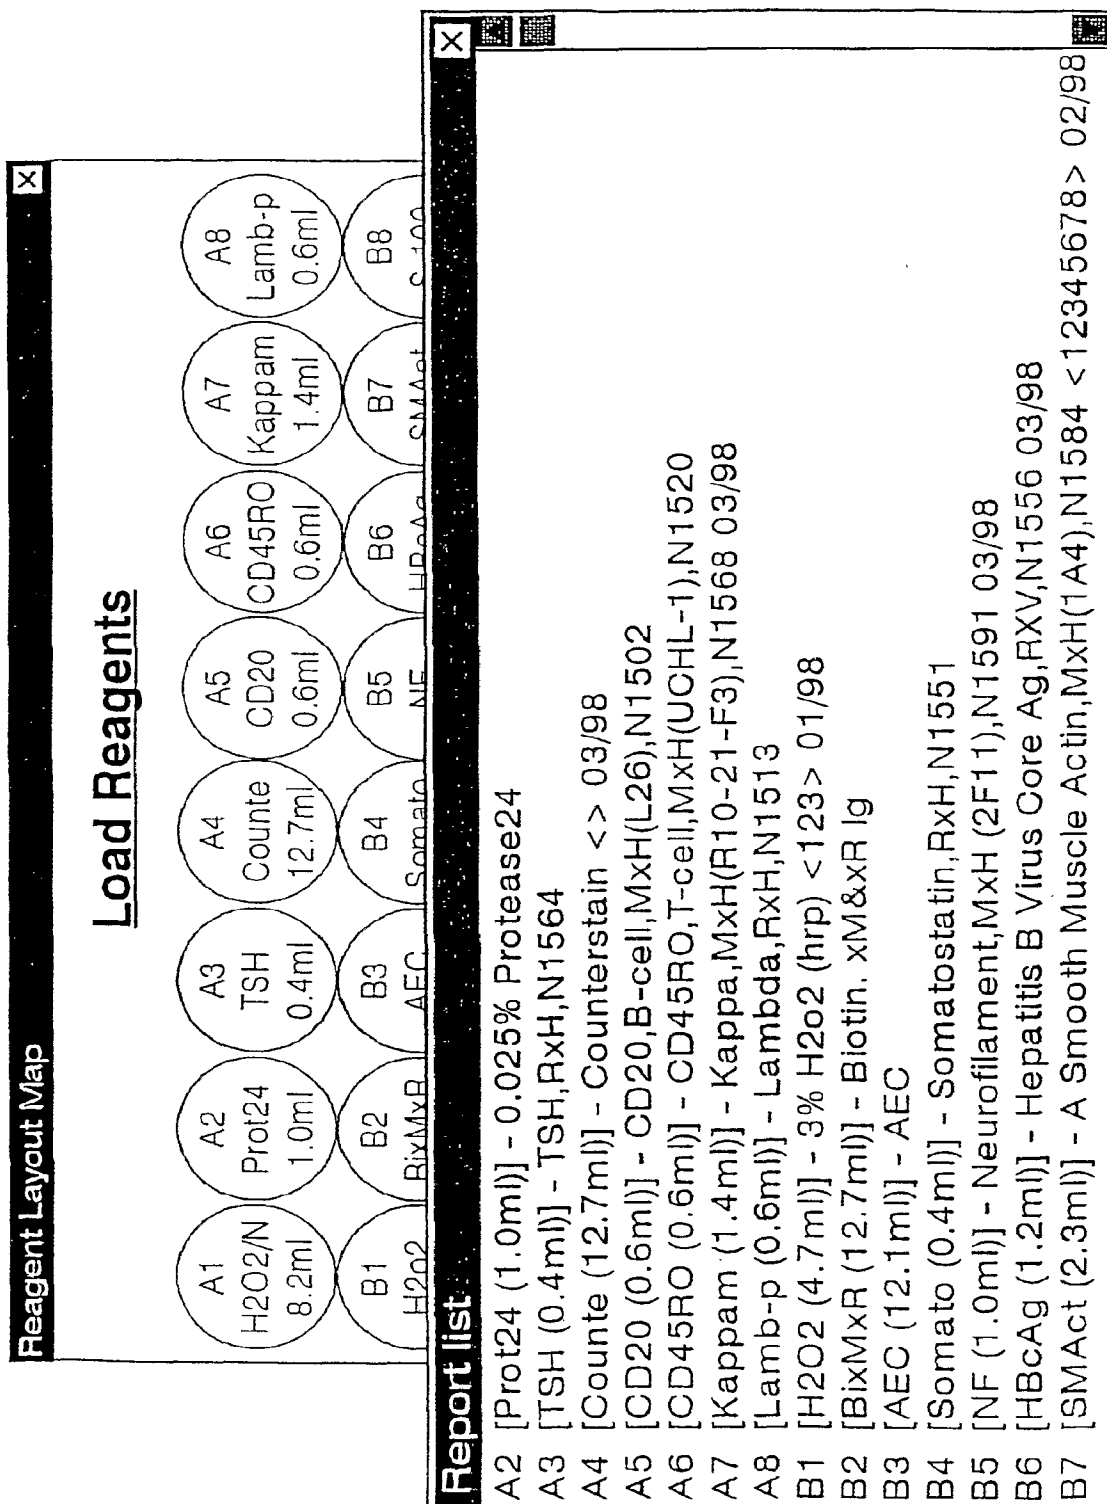 Reagent Layout Map
Load Reagents
A1 A2 A3 A4 A5 A6 A7 A8
H2O2/N Prot24 TSH Counte CD20 CD45RO Kappam Lamb-p
8.2ml 1.0ml 0.4ml 12.7ml 0.6ml 0.6ml 1.4ml 0.6ml
B1 B2 B3 B4 B5 B6 B7 B8
H2o2 BixMxR AEC Somato NF HBcAg SMAct S-100
Report list
A2 [Prot24 (1.0ml)] - 0.025% Protease24
A3 [TSH (0.4ml)] - TSH,RxH,N1564
A4 [Counte (12.7ml)] - Counterstain <> 03/98
A5 [CD20 (0.6ml)] - CD20,B-cell,MxH(L26),N1502
A6 [CD45RO (0.6ml)] - CD45RO,T-cell,MxH(UCHL-1),N1520
A7 [Kappam (1.4ml)] - Kappa,MxH(R10-21-F3),N1568 03/98
A8 [Lamb-p (0.6ml)] - Lambda,RxH,N1513
B1 [H2O2 (4.7ml)] - 3% H2o2 (hrp) <123> 01/98
B2 [BixMxR (12.7ml)] - Biotin. xM&xR Ig
B3 [AEC (12.1ml)] - AEC
B4 [Somato (0.4ml)] - Somatostatin,RxH,N1551
B5 [NF (1.0ml)] - Neurofilament,MxH (2F11),N1591 03/98
B6 [HBcAg (1.2ml)] - Hepatitis B Virus Core Ag,RXV,N1556 03/98
B7 [SMAct (2.3ml)] - A Smooth Muscle Actin,MxH(1A4),N1584 <12345678> 02/98